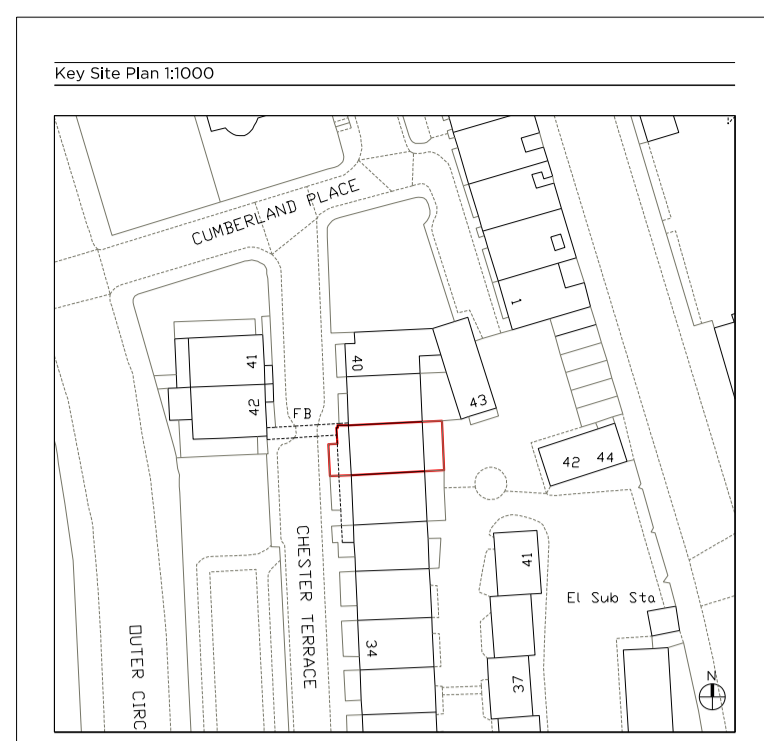 Key Site Plan 1:1000
CUMBERLAND PLACE
1
41
40
42
FB
43
42 44
CHESTER TERRACE
41
El Sub Sta
OUTER CIRC
34
37
N